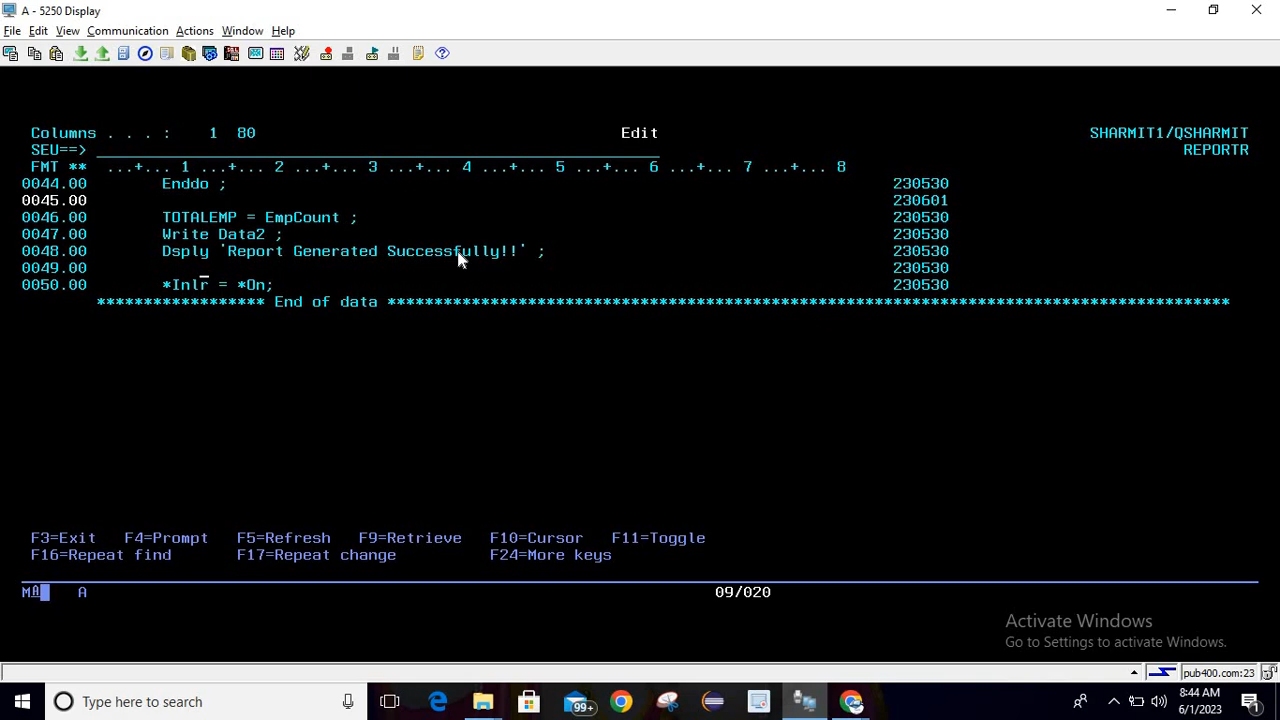 A - 5250 Display
File Edit View Communication Actions Window Help
Columns . . . : 1 80 Edit SHARMIT1/QSHARMIT
SEU==> REPORTR
FMT ** ...+... 1 ...+... 2 ...+... 3 ...+... 4 ...+... 5 ...+... 6 ...+... 7 ...+... 8
0044.00 Enddo ; 230530
0045.00 230601
0046.00 TOTALEMP = EmpCount ; 230530
0047.00 Write Data2 ; 230530
0048.00 Dsply 'Report Generated Successfully!!' ; 230530
0049.00 230530
0050.00 *Inlr = *On; 230530
****************** End of data ******************************************************************************************
F3=Exit F4=Prompt F5=Refresh F9=Retrieve F10=Cursor F11=Toggle
F16=Repeat find F17=Repeat change F24=More keys
MA A 09/020
Activate Windows
Go to Settings to activate Windows.
pub400.com:23
Type here to search 99+ 8:44 AM
6/1/2023 1